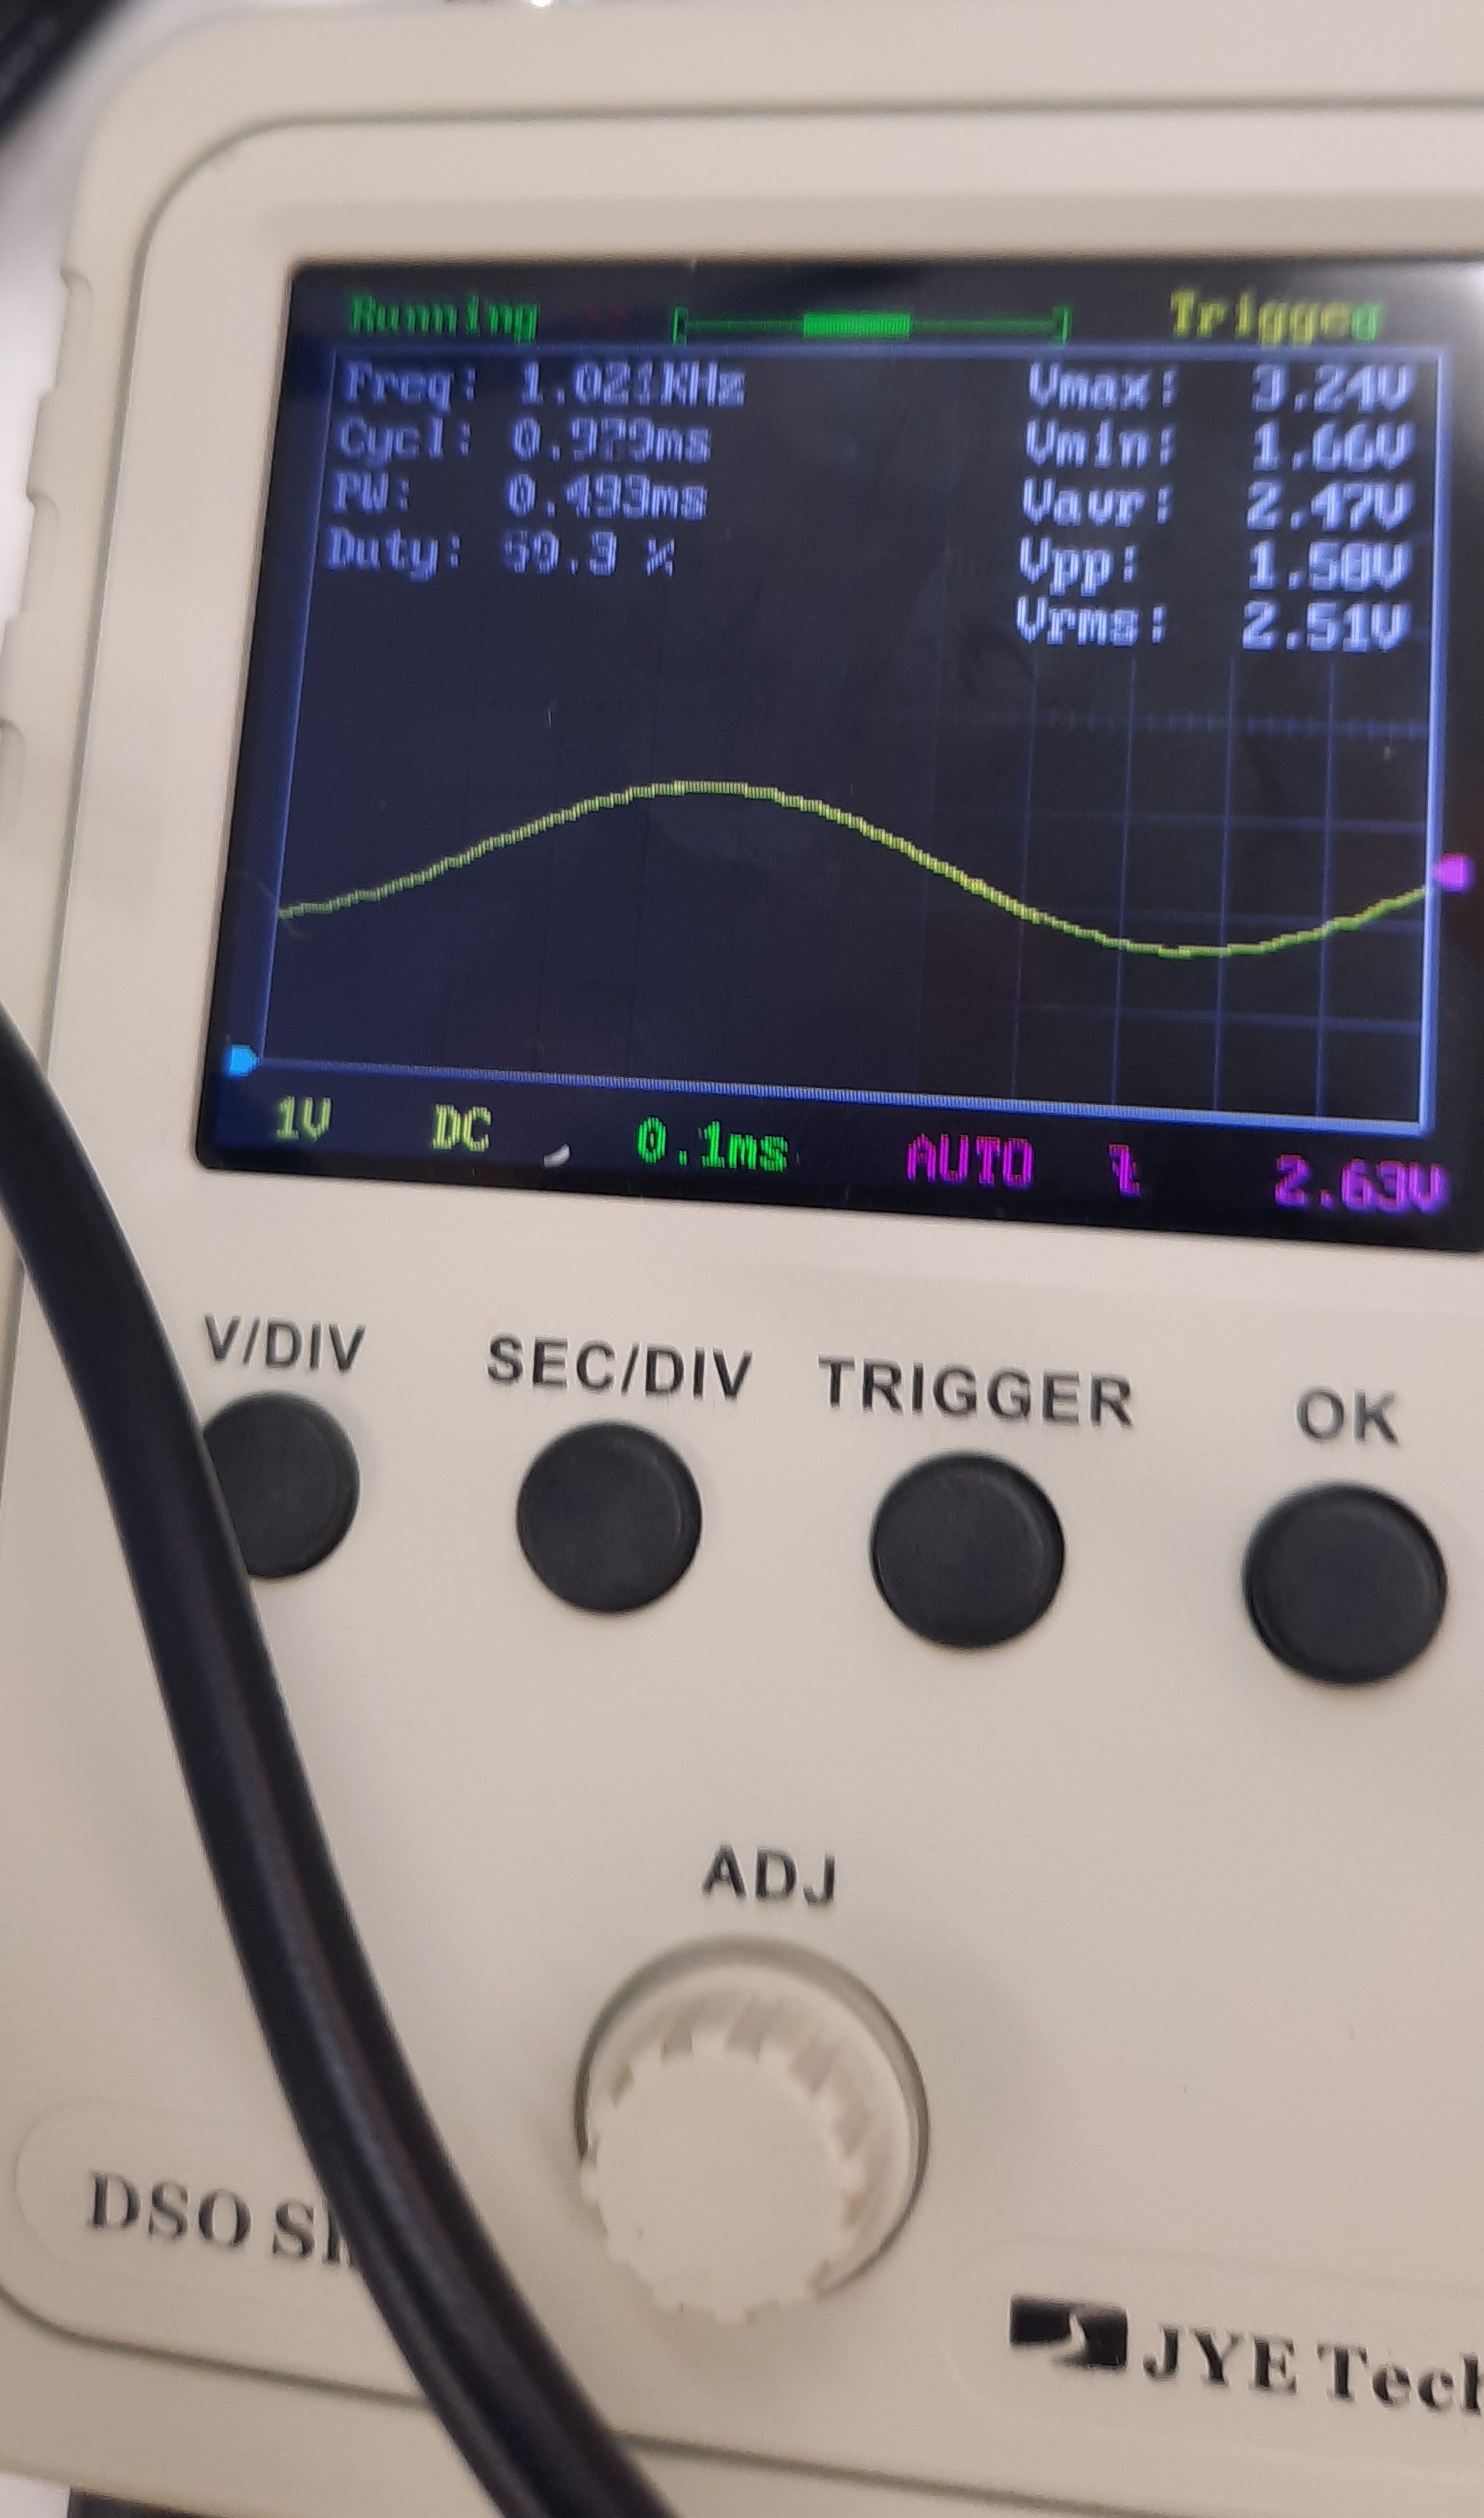 Running Trigged
Freq: 1.021KHz Vmax: 3.24V
Cycl: 0.979ms Vmin: 1.66V
PW: 0.493ms Vavr: 2.47V
Duty: 50.3 % Vpp: 1.58V
Vrms: 2.51V
1V DC 0.1ms AUTO 2.63V
V/DIV SEC/DIV TRIGGER OK
ADJ
DSO
JYE Tech